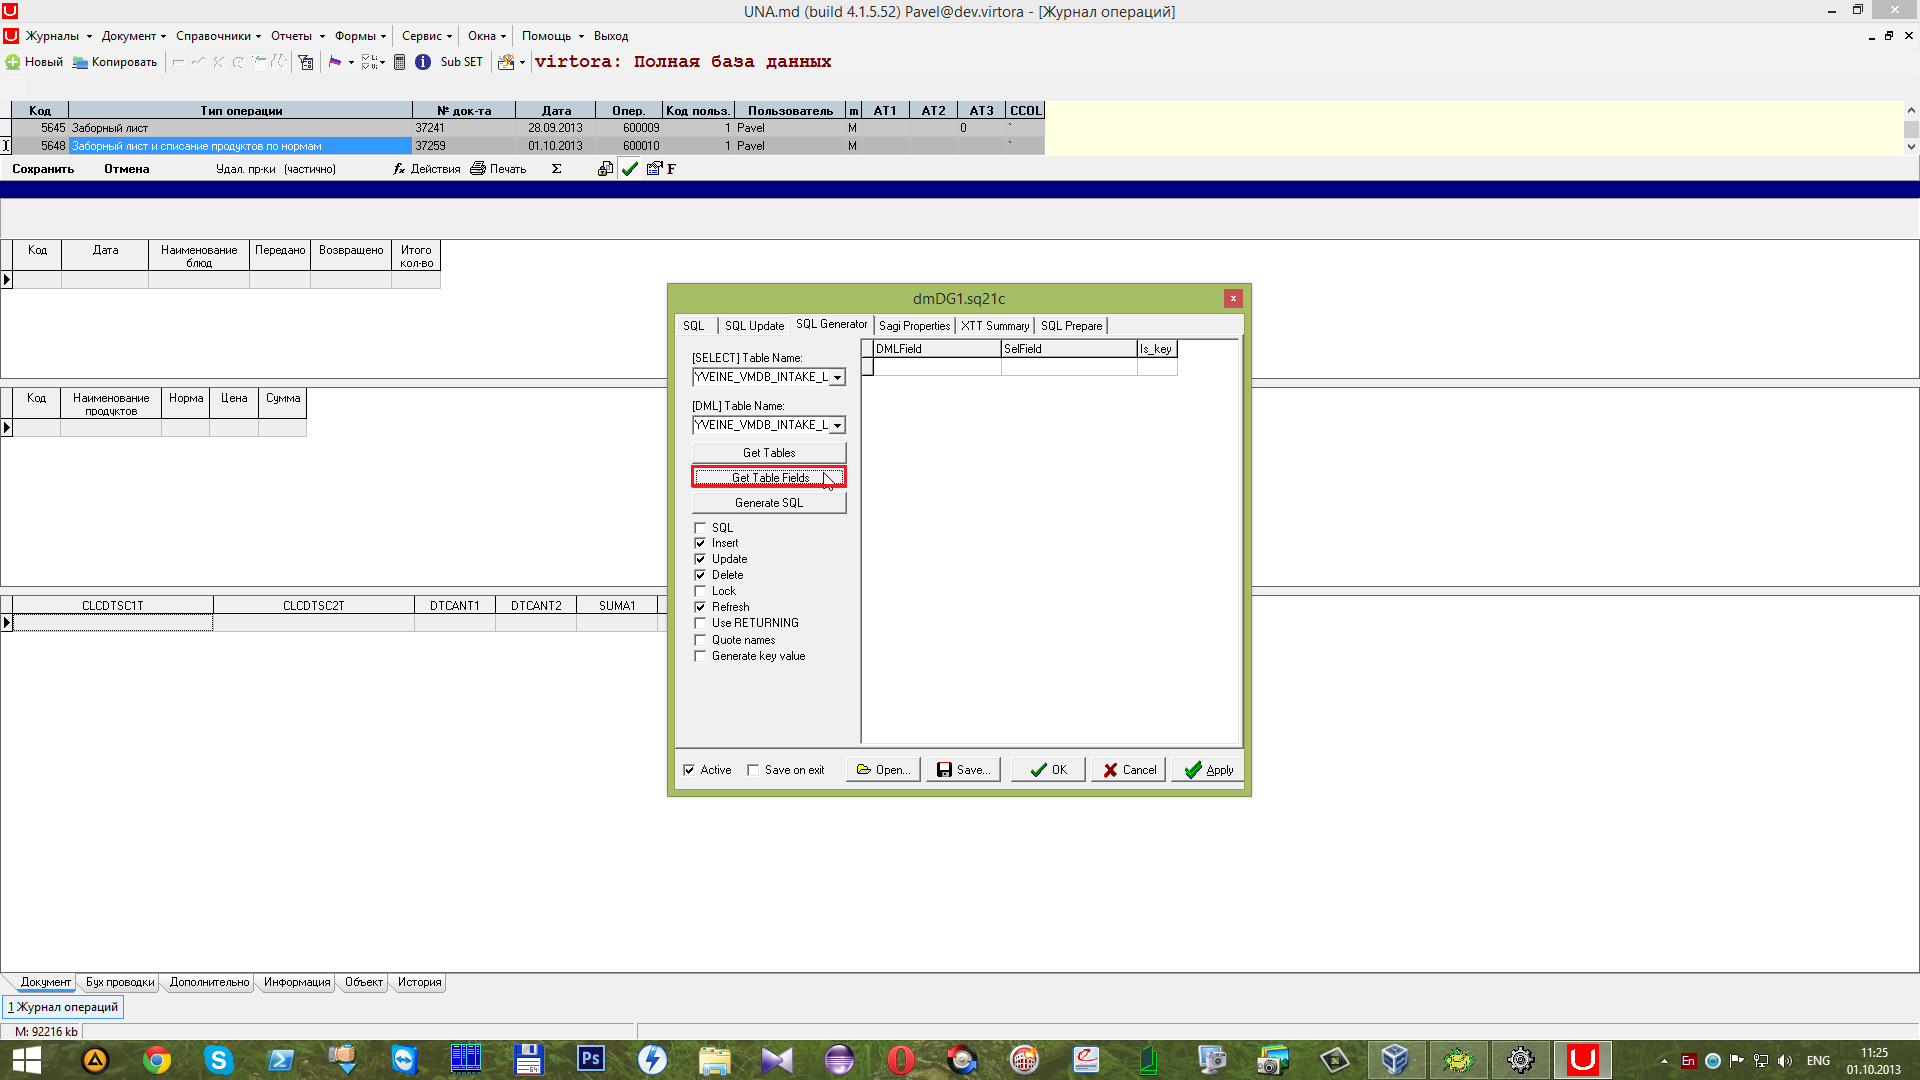 UNA.md (build 4.1.5.52) Pavel@dev.virtora - [Журнал операций]
Журналы Документ Справочники Отчеты Формы Сервис Окна Помощь Выход
Новый Копировать Sub SET virtora: Полная база данных
Код Тип операции № док-та Дата Опер. Код польз. Пользователь m AT1 AT2 AT3 CCOL
5645 Заборный лист 37241 28.09.2013 600009 1 Pavel M 0 `
5648 Заборный лист и списание продуктов по нормам 37259 01.10.2013 600010 1 Pavel M `
Сохранить Отмена Удал. пр-ки (частично) fx Действия Печать Σ F
Код Дата Наименование блюд Передано Возвращено Итого кол-во
Код Наименование продуктов Норма Цена Сумма
CLCDTSC1T CLCDTSC2T DTCANT1 DTCANT2 SUMA1
dmDG1.sq21c
SQL SQL Update SQL Generator Sagi Properties XTT Summary SQL Prepare
[SELECT] Table Name:
YVEINE_VMDB_INTAKE_L
[DML] Table Name:
YVEINE_VMDB_INTAKE_L
Get Tables
Get Table Fields
Generate SQL
SQL
Insert
Update
Delete
Lock
Refresh
Use RETURNING
Quote names
Generate key value
DMLField SelField Is_key
Active Save on exit Open... Save... OK Cancel Apply
Документ Бух проводки Дополнительно Информация Объект История
1 Журнал операций
M: 92216 kb
Ps
64
En
ENG
11:25
01.10.2013